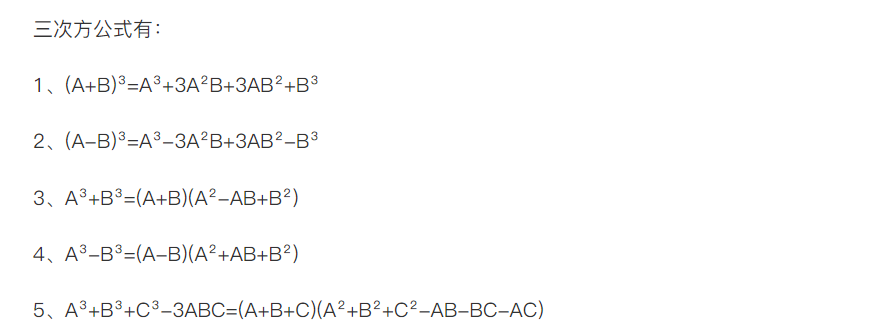 三次方公式有：
1、(A+B)³=A³+3A²B+3AB²+B³
2、(A-B)³=A³-3A²B+3AB²-B³
3、A³+B³=(A+B)(A²-AB+B²)
4、A³-B³=(A-B)(A²+AB+B²)
5、A³+B³+C³-3ABC=(A+B+C)(A²+B²+C²-AB-BC-AC)